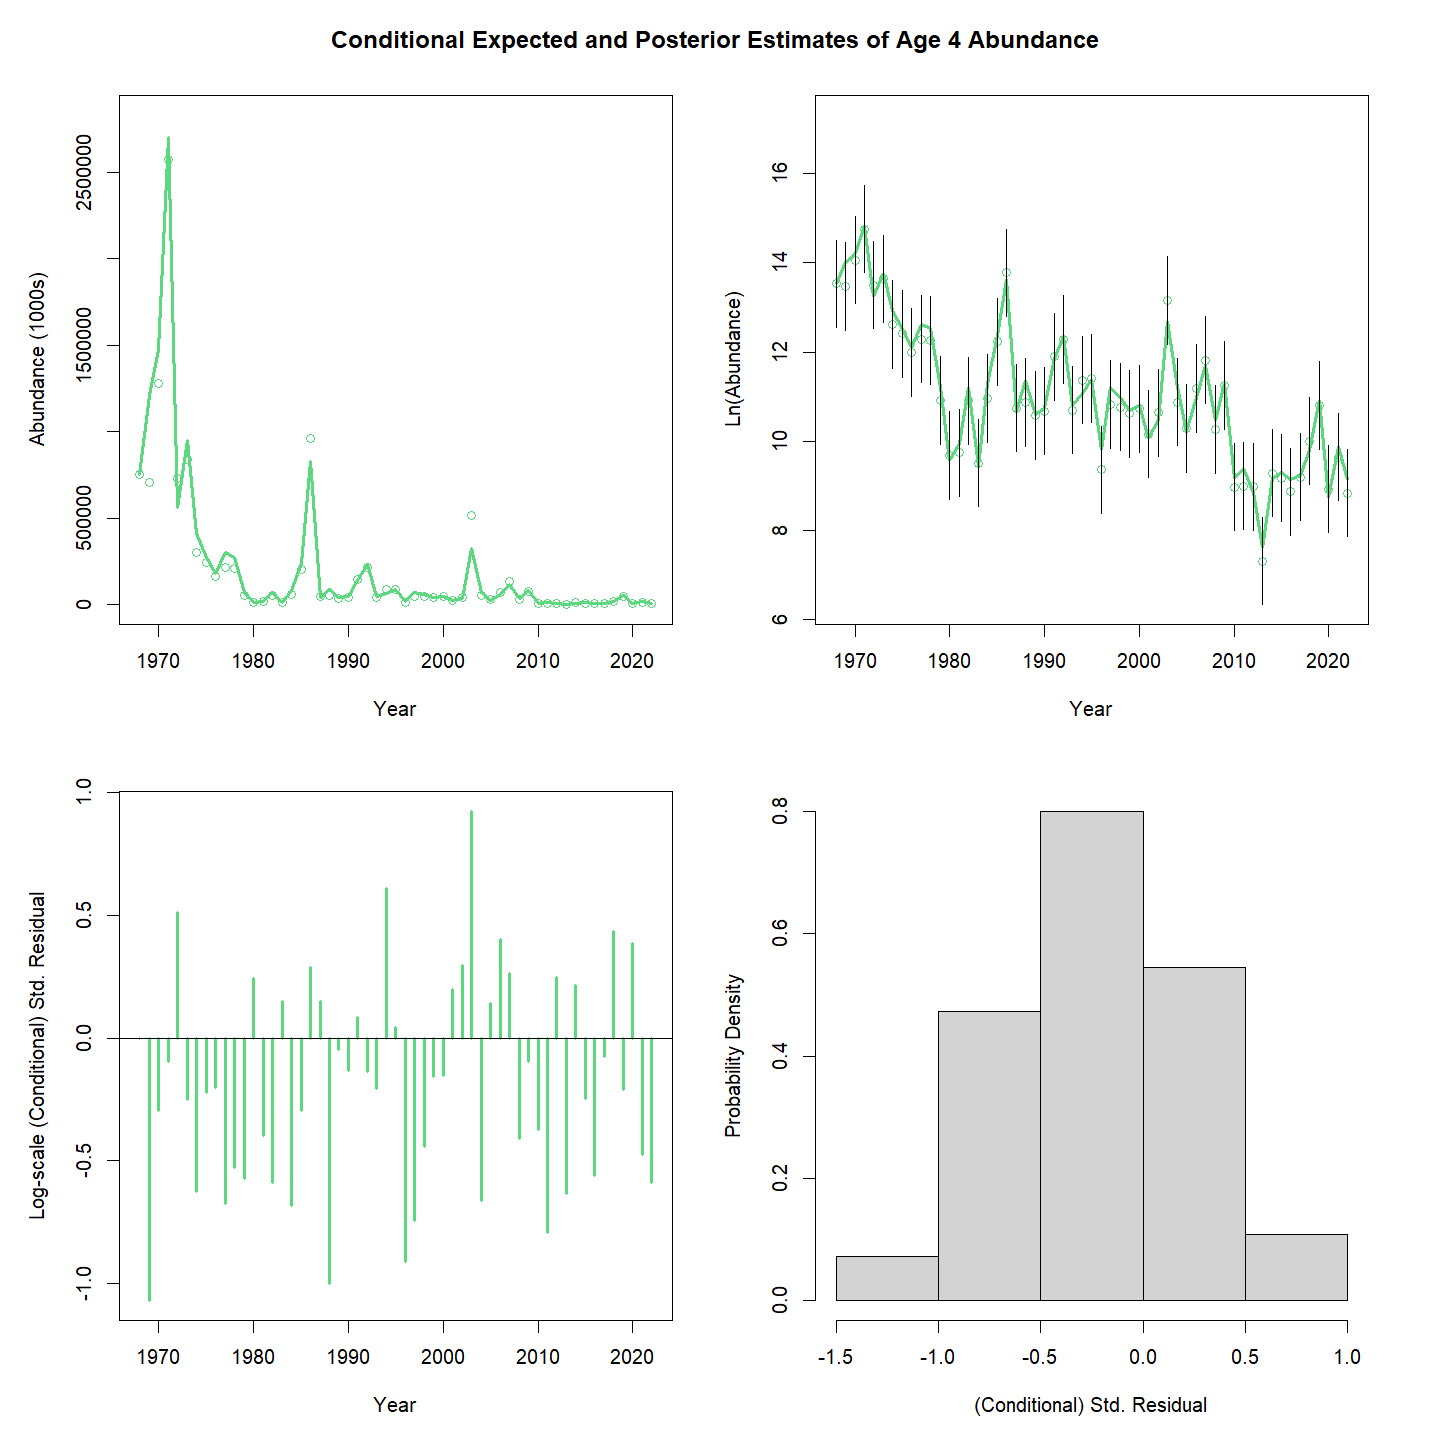 Conditional Expected and Posterior Estimates of Age 4 Abundance
Abundance (1000s)
0
500000
1500000
2500000
1970 1980 1990 2000 2010 2020
Year
Ln(Abundance)
6 8 10 12 14 16
1970 1980 1990 2000 2010 2020
Year
Log-scale (Conditional) Std. Residual
-1.0 -0.5 0.0 0.5 1.0
1970 1980 1990 2000 2010 2020
Year
Probability Density
0.0 0.2 0.4 0.6 0.8
-1.5 -1.0 -0.5 0.0 0.5 1.0
(Conditional) Std. Residual